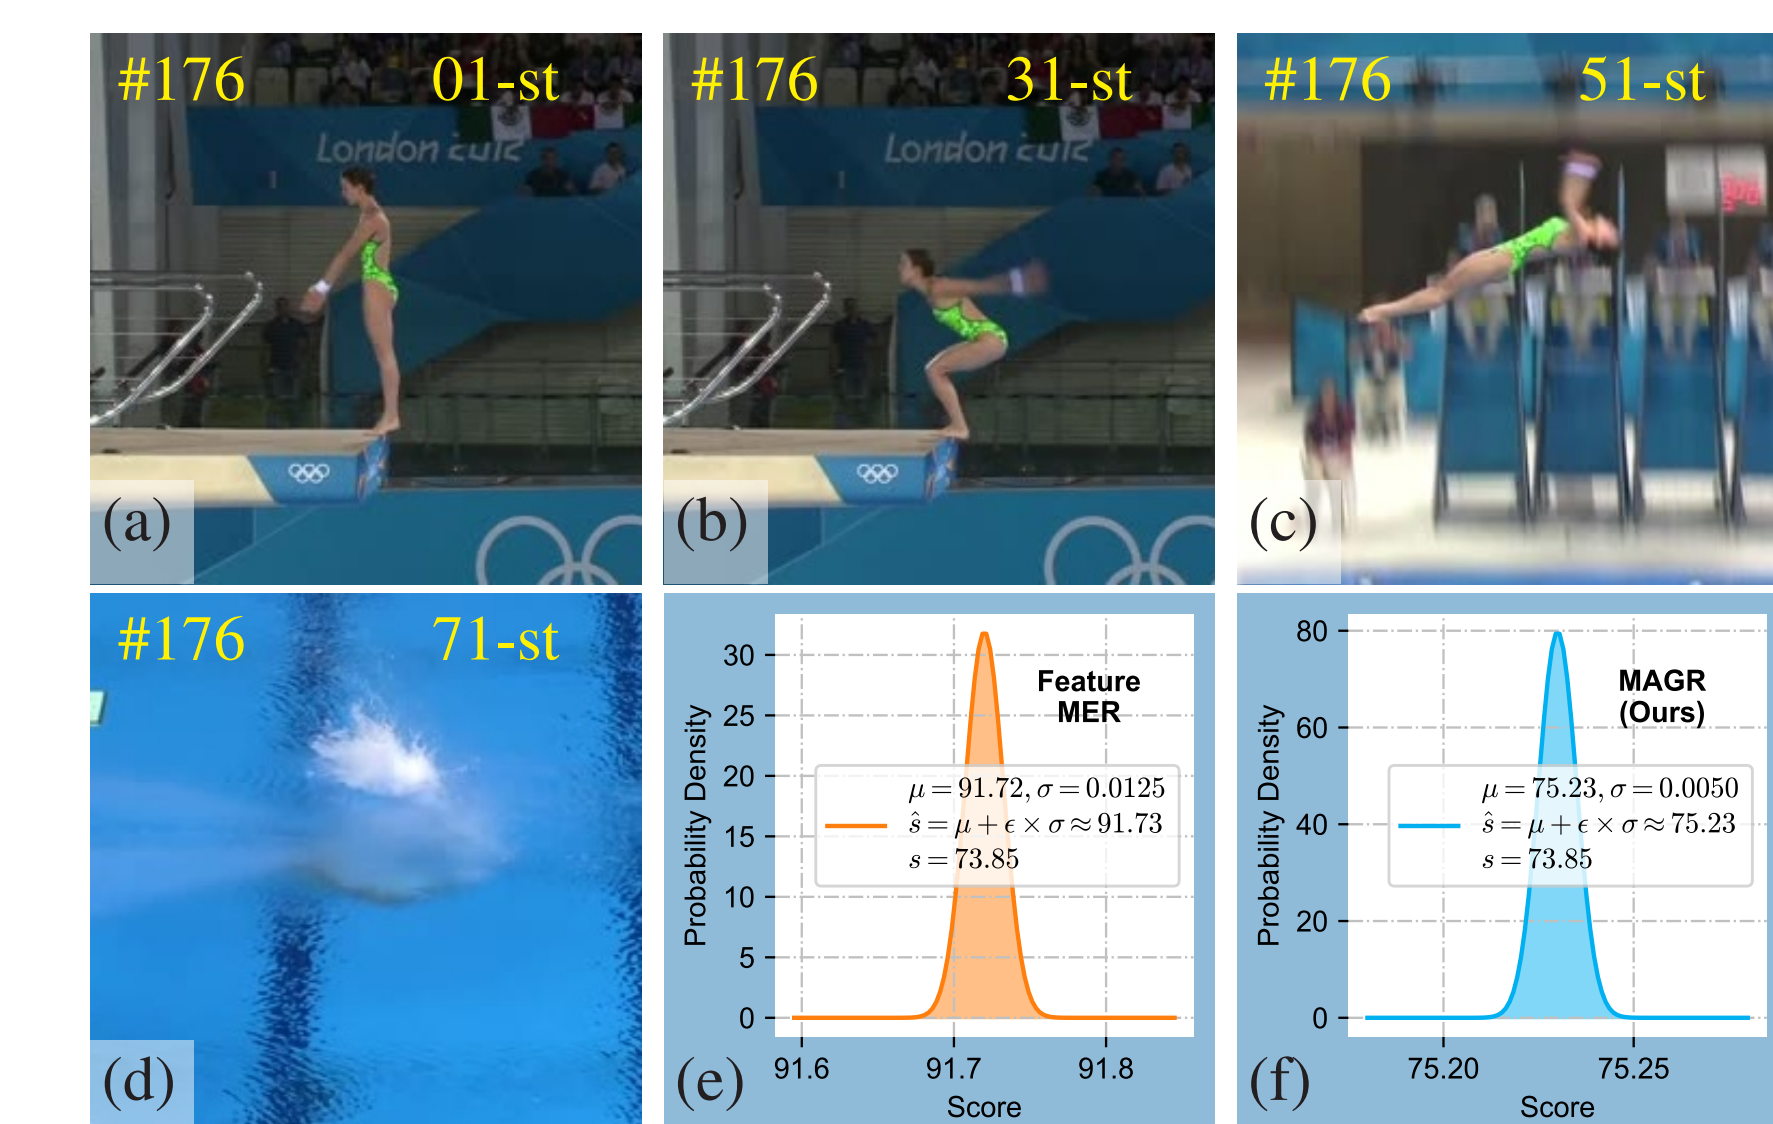 #176 01-st
London 2012
(a)
#176 31-st
London 2012
(b)
#176 51-st
(c)
#176 71-st
(d)
30
25
20
15
10
5
0
Probability Density
Feature
MER
μ = 91.72, σ = 0.0125
ŝ = μ + ϵ × σ ≈ 91.73
s = 73.85
91.6 91.7 91.8
Score
(e)
80
60
40
20
0
Probability Density
MAGR
(Ours)
μ = 75.23, σ = 0.0050
ŝ = μ + ϵ × σ ≈ 75.23
s = 73.85
75.20 75.25
Score
(f)